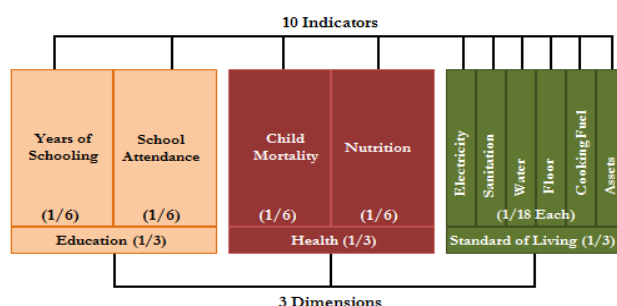 10 Indicators
Years of
Schooling
School
Attendance
Child
Mortality
Nutrition
Electricity
Sanitation
Water
Floor
Cooking Fuel
Assets
(1/6)
(1/6)
(1/6)
(1/6)
(1/18 Each)
Education (1/3)
Health (1/3)
Standard of Living (1/3)
3 Dimensions